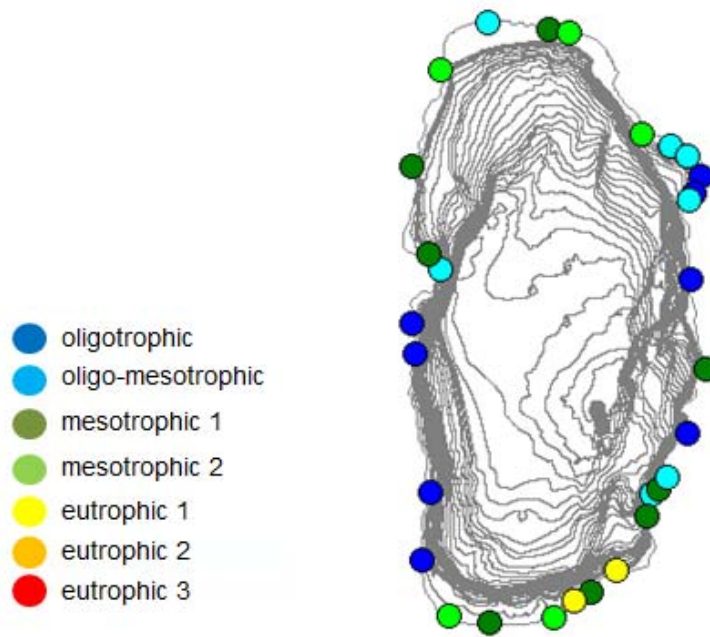 oligotrophic
oligo-mesotrophic
mesotrophic 1
mesotrophic 2
eutrophic 1
eutrophic 2
eutrophic 3